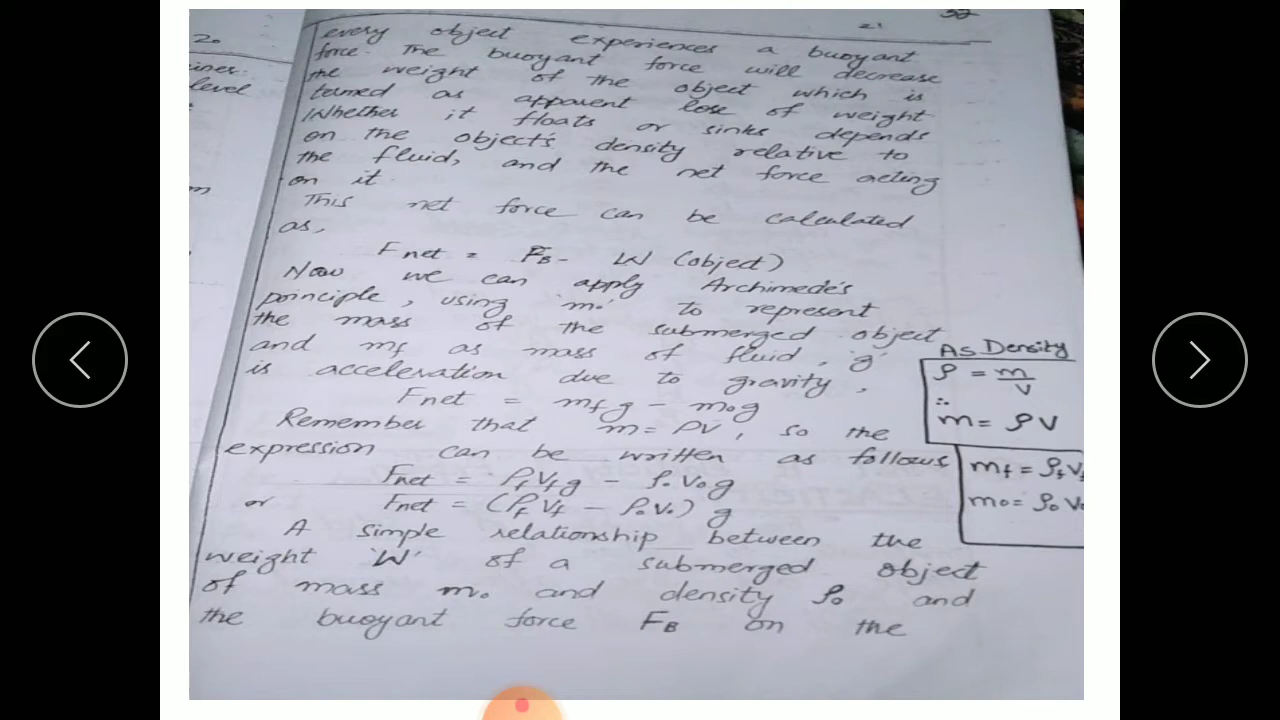 20
iner
level
m
21
32
every object experiences a buoyant
force. The buoyant force will decrease
the weight of the object which is
termed as apparent lose of weight
Whether it floats or sinks depends
on the object's density relative to
the fluid, and the net force acting
on it
This net force can be calculated
as,
Fnet = FB - W (object)
Now we can apply Archimede's
principle, using 'mo' to represent
the mass of the submerged object
and mf as mass of fluid, 'g'
is acceleration due to gravity,
Fnet = mfg - mog
Remember that m = ρV, so the
expression can be written as follows
Fnet = ρfVfg - ρoVog
or Fnet = (ρfVf - ρoVo) g
A simple relationship between the
weight 'W' of a submerged object
of mass mo and density ρo and
the buoyant force FB on the
As Density
ρ = m/V
∴
m = ρV
mf = ρfVf
mo = ρoVo